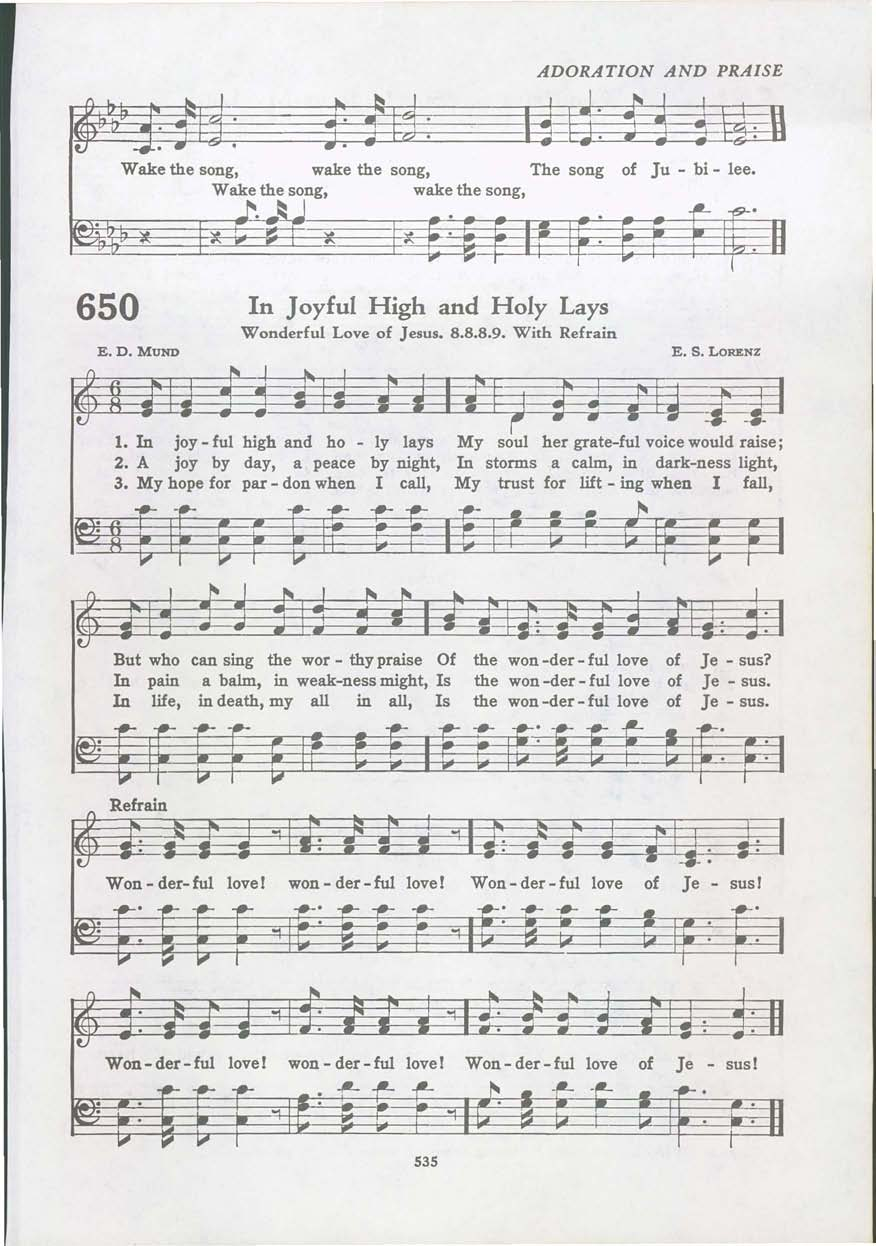 ADORATION AND PRAISE
Wake the song, wake the song, The song of Ju - bi - lee.
Wake the song, wake the song,
650 In Joyful High and Holy Lays
Wonderful Love of Jesus. 8.8.8.9. With Refrain
E. D. MUND E. S. LORENZ
6 8
1. In joy - ful high and ho - ly lays My soul her grate-ful voice would raise;
2. A joy by day, a peace by night, In storms a calm, in dark-ness light,
3. My hope for par - don when I call, My trust for lift - ing when I fall,
6 8
But who can sing the wor - thy praise Of the won -der - ful love of Je - sus?
In pain a balm, in weak-ness might, Is the won -der - ful love of Je - sus.
In life, in death, my all in all, Is the won -der - ful love of Je - sus.
Refrain
Won - der- ful love! won - der - ful love! Won - der - ful love of Je - sus!
Won - der - ful love! won - der - ful love! Won - der - ful love of Je - sus!
535